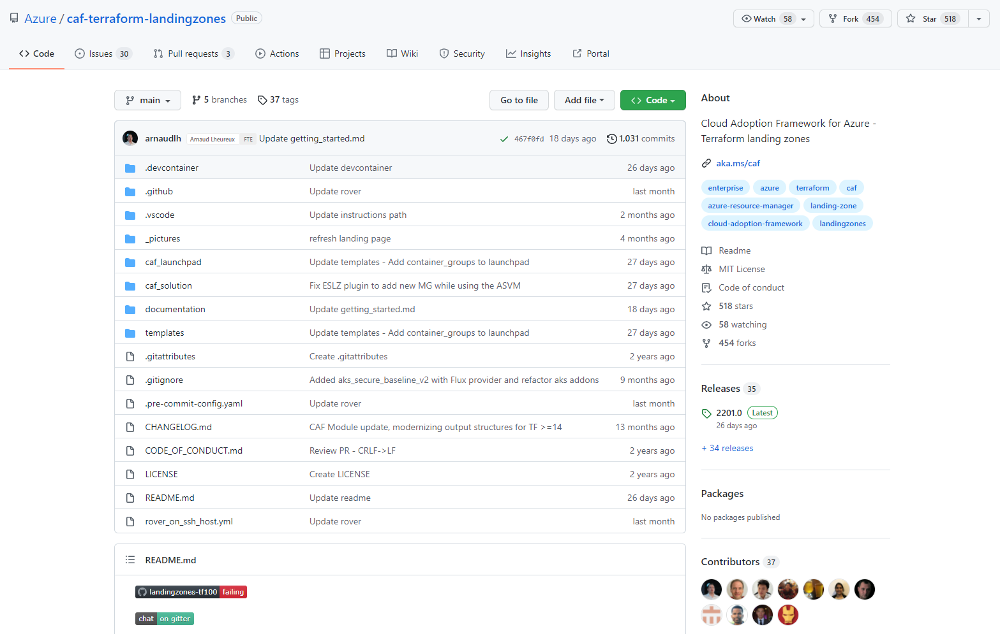 Azure / caf-terraform-landingzones Public
Watch 58 Fork 454 Star 518
Code Issues 30 Pull requests 3 Actions Projects Wiki Security Insights Portal
main 5 branches 37 tags Go to file Add file Code
arnaudlh Arnaud Lheureux FTE Update getting_started.md 467f0fd 18 days ago 1,031 commits
.devcontainer Update devcontainer 26 days ago
.github Update rover last month
.vscode Update instructions path 2 months ago
_pictures refresh landing page 4 months ago
caf_launchpad Update templates - Add container_groups to launchpad 27 days ago
caf_solution Fix ESLZ plugin to add new MG while using the ASVM 27 days ago
documentation Update getting_started.md 18 days ago
templates Update templates - Add container_groups to launchpad 27 days ago
.gitattributes Create .gitattributes 2 years ago
.gitignore Added aks_secure_baseline_v2 with Flux provider and refactor aks addons 9 months ago
.pre-commit-config.yaml Update rover last month
CHANGELOG.md CAF Module update, modernizing output structures for TF >=14 13 months ago
CODE_OF_CONDUCT.md Review PR - CRLF->LF 2 years ago
LICENSE Create LICENSE 2 years ago
README.md Update readme 26 days ago
rover_on_ssh_host.yml Update rover last month
README.md
landingzones-tf100 failing
chat on gitter
About
Cloud Adoption Framework for Azure -
Terraform landing zones
aka.ms/caf
enterprise azure terraform caf
azure-resource-manager landing-zone
cloud-adoption-framework landingzones
Readme
MIT License
Code of conduct
518 stars
58 watching
454 forks
Releases 35
2201.0 Latest
26 days ago
+ 34 releases
Packages
No packages published
Contributors 37